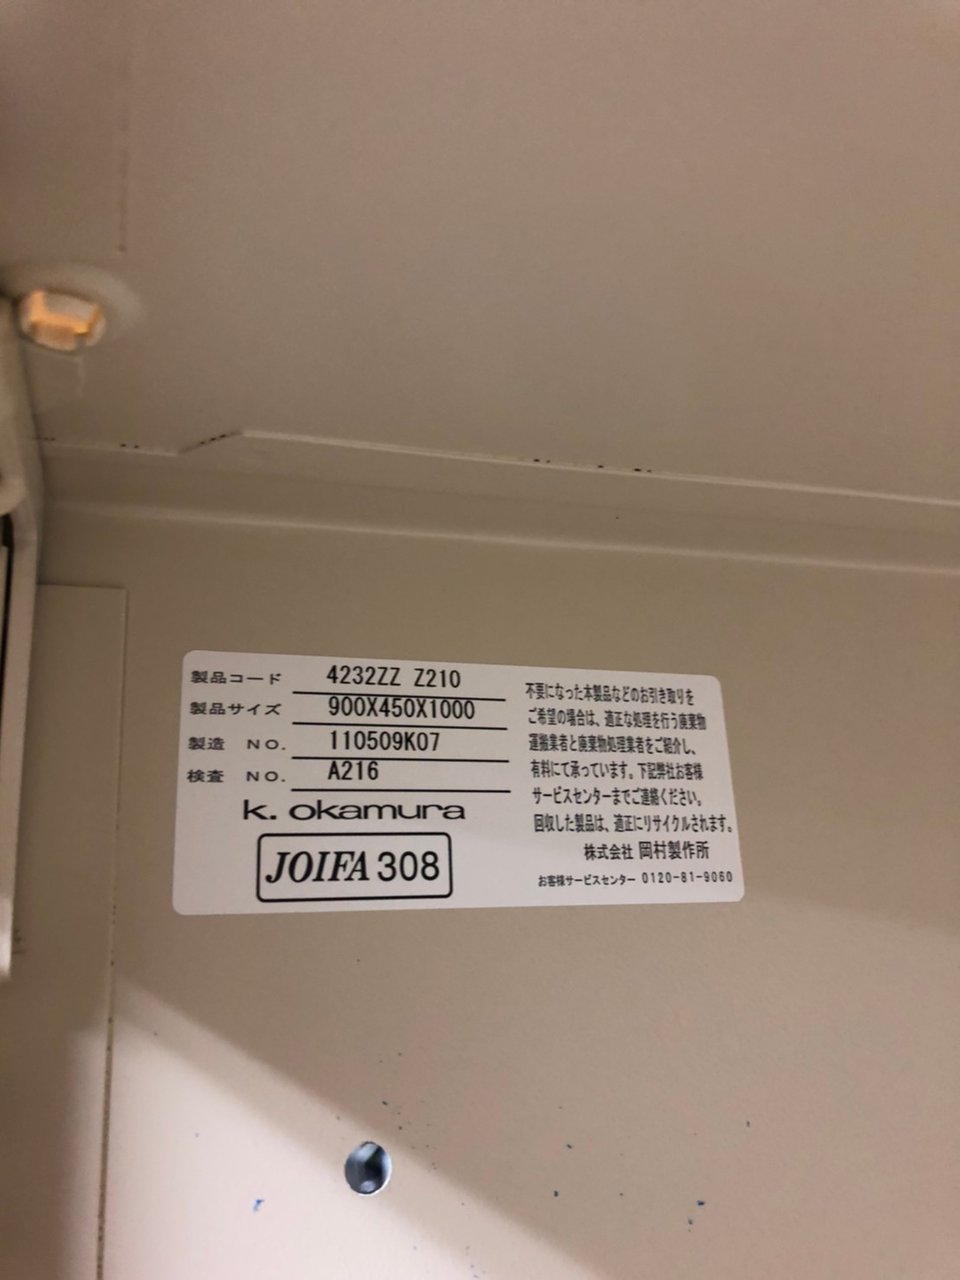 製品コード 4232ZZ Z210
製品サイズ 900X450X1000
製造 NO. 110509K07
検査 NO. A216
k. okamura
JOIFA 308
不要になった本製品などのお引き取りを
ご希望の場合は、適正な処理を行う廃棄物
運搬業者と廃棄物処理業者をご紹介し、
有料にて承っています。下記弊社お客様
サービスセンターまでご連絡ください。
回収した製品は、適正にリサイクルされます。
株式会社 岡村製作所
お客様サービスセンター 0120-81-9060